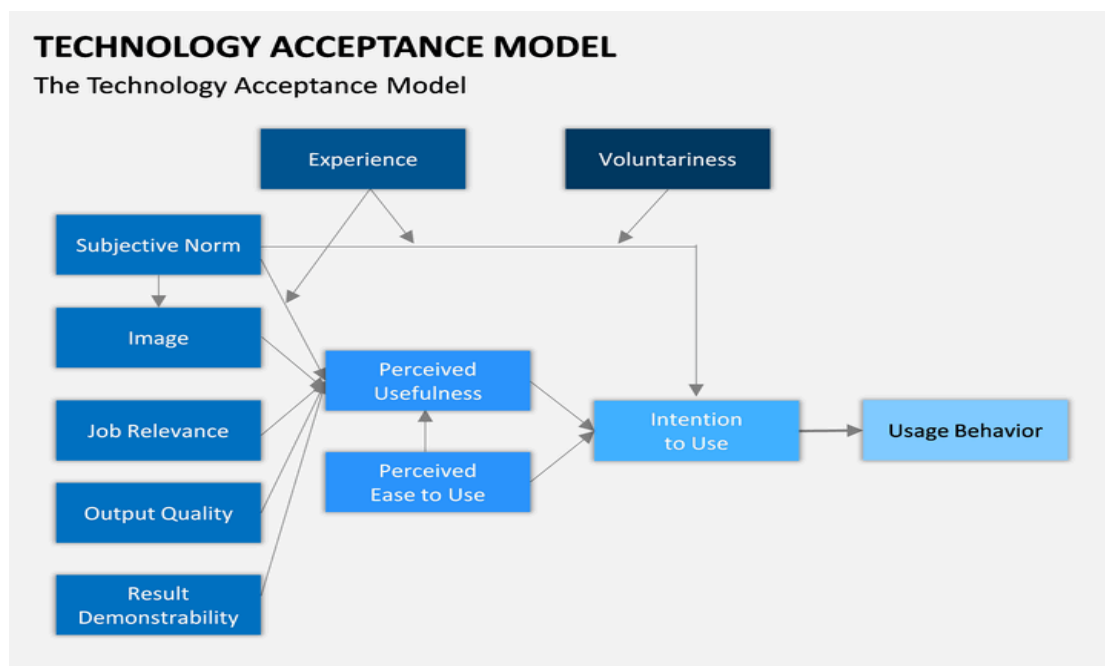 TECHNOLOGY ACCEPTANCE MODEL
The Technology Acceptance Model
Experience
Voluntariness
Subjective Norm
Image
Perceived
Usefulness
Job Relevance
Intention
to Use
Usage Behavior
Perceived
Ease to Use
Output Quality
Result
Demonstrability